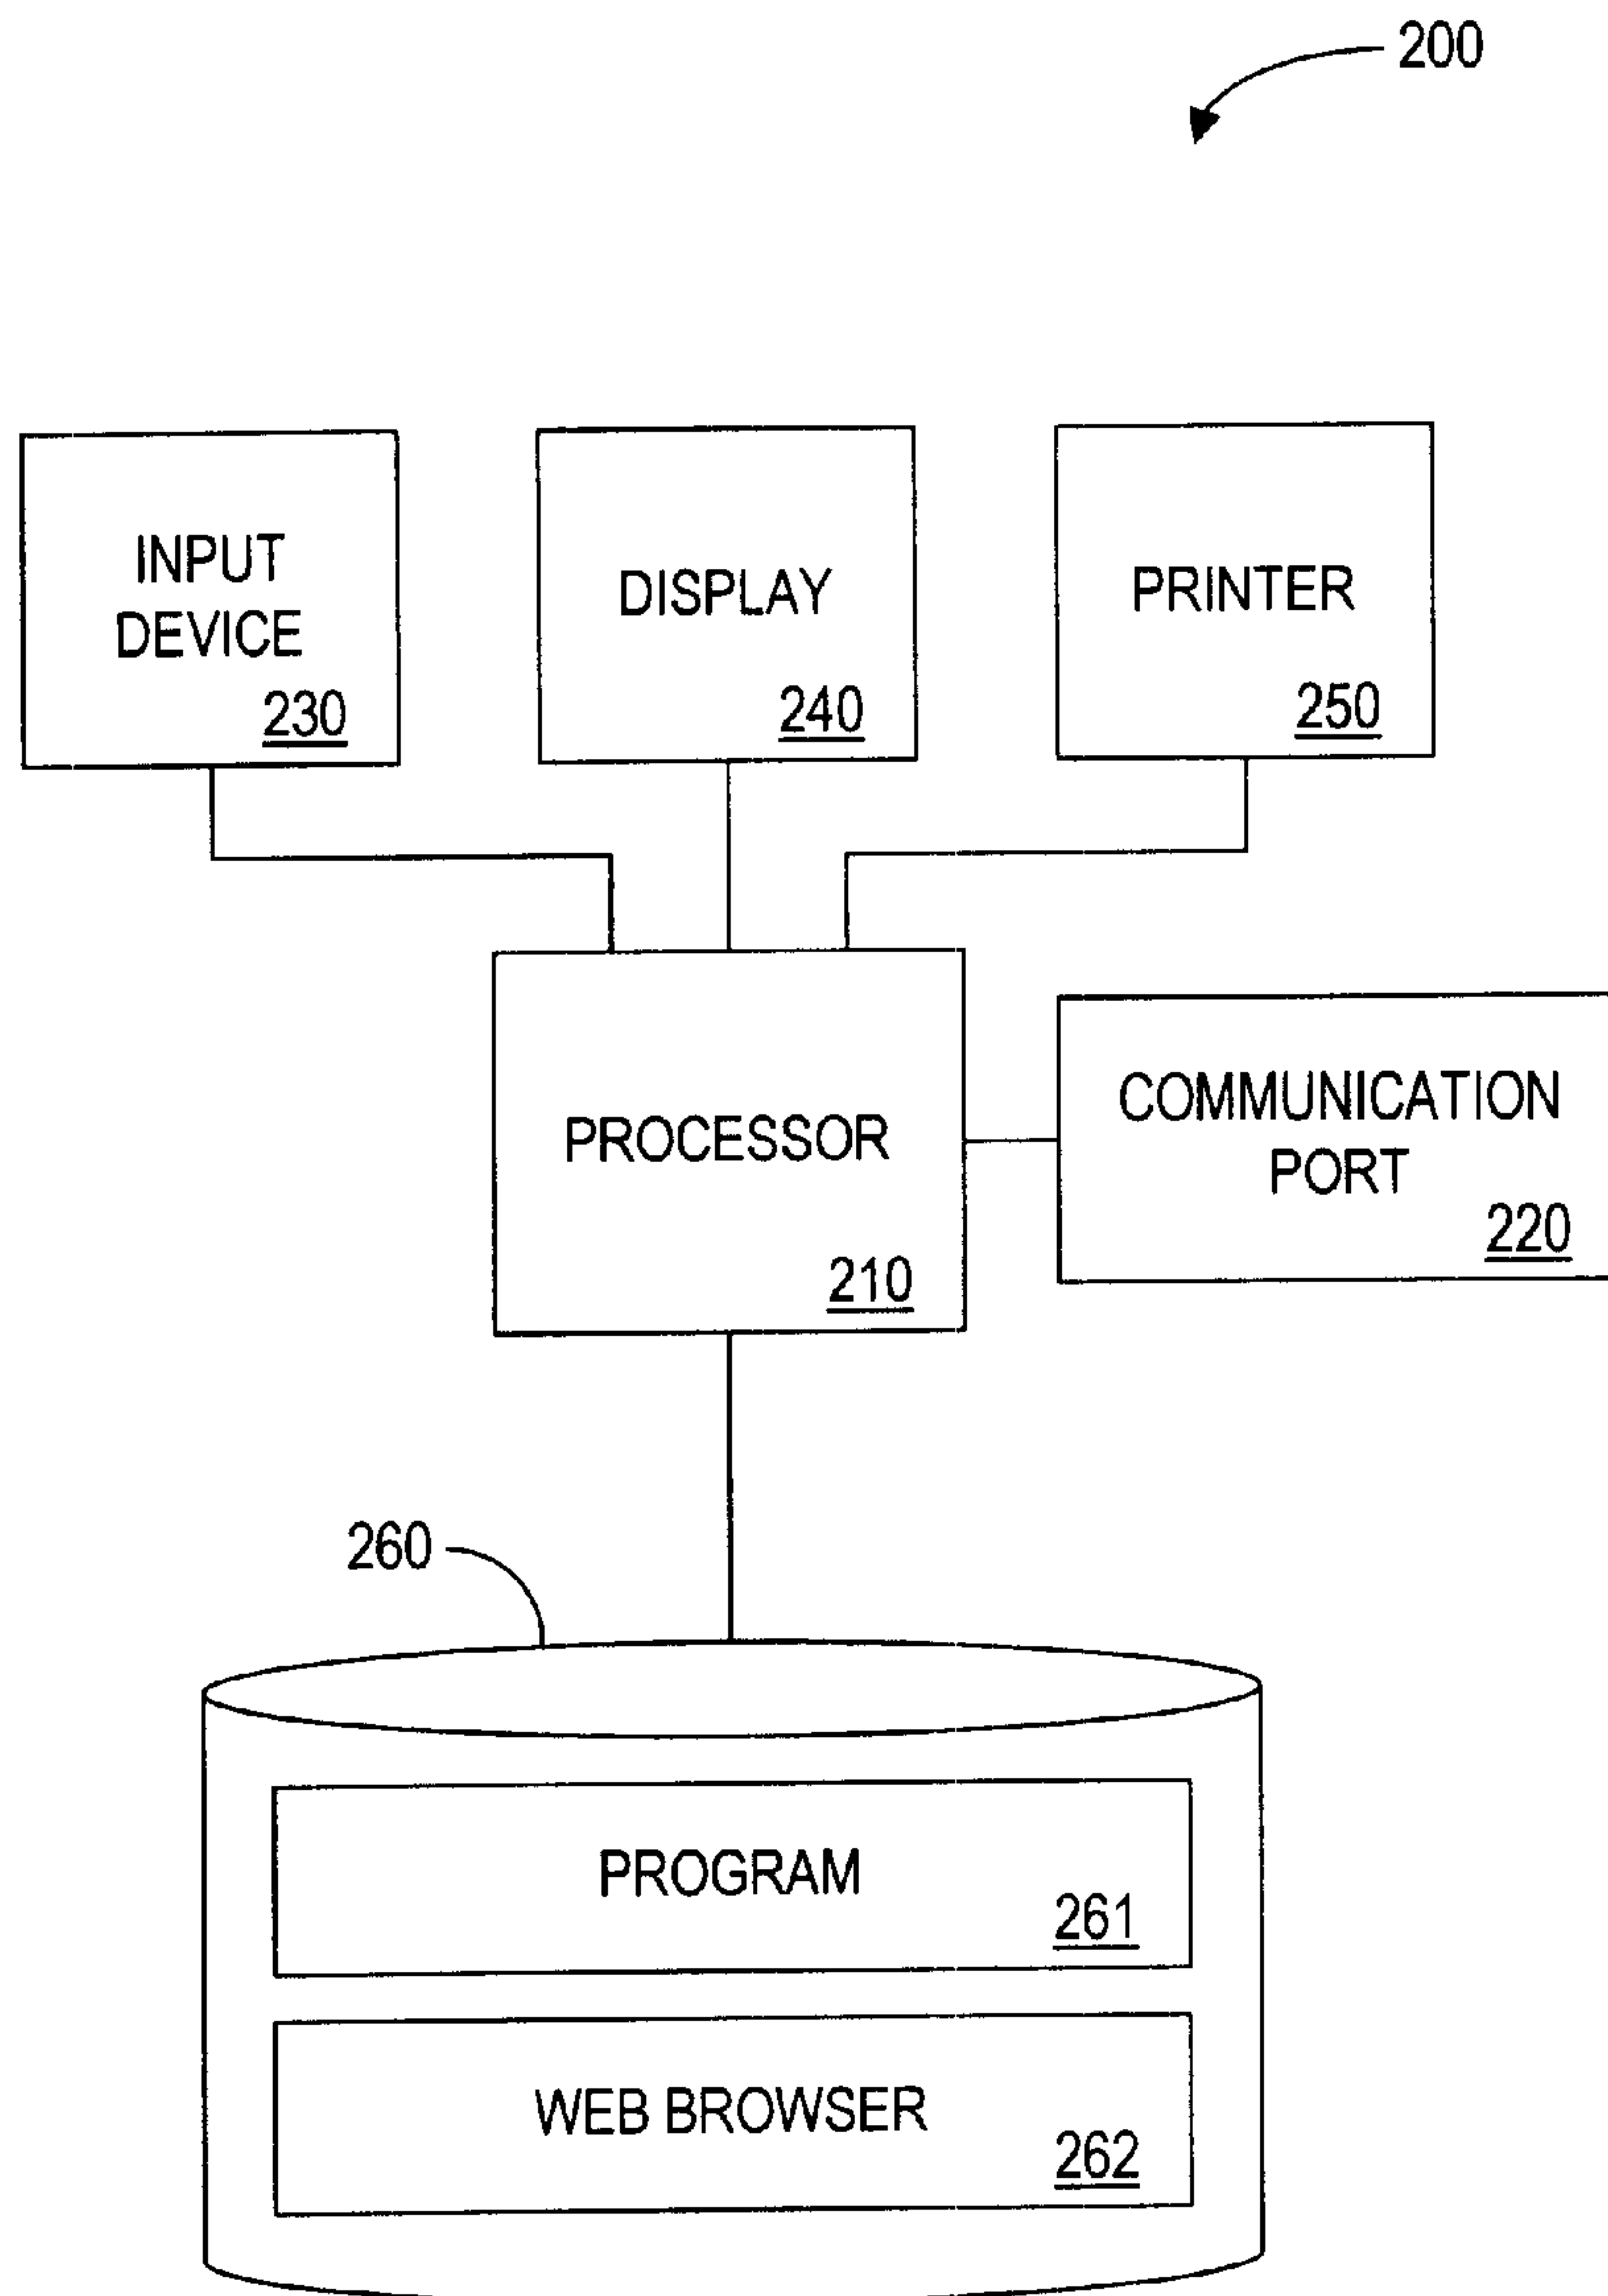 200
INPUT
DEVICE
230
DISPLAY
240
PRINTER
250
PROCESSOR
210
COMMUNICATION
PORT
220
260
PROGRAM
261
WEB BROWSER
262